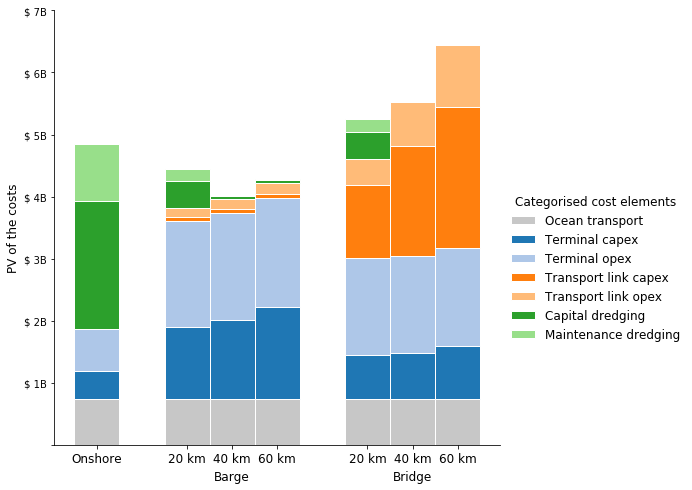 $ 7B
$ 6B
$ 5B
$ 4B
$ 3B
$ 2B
$ 1B
PV of the costs
Onshore
20 km 40 km 60 km
Barge
20 km 40 km 60 km
Bridge
Categorised cost elements
Ocean transport
Terminal capex
Terminal opex
Transport link capex
Transport link opex
Capital dredging
Maintenance dredging